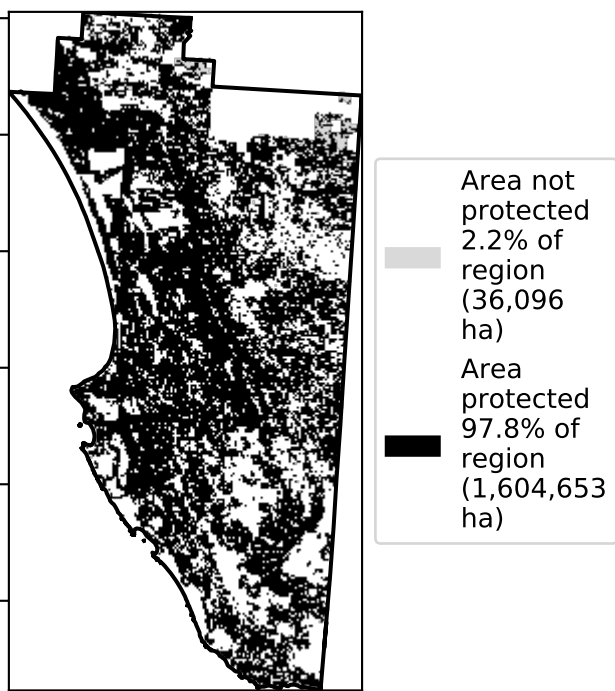 Area not
protected
2.2% of
region
(36,096
ha)
Area
protected
97.8% of
region
(1,604,653
ha)